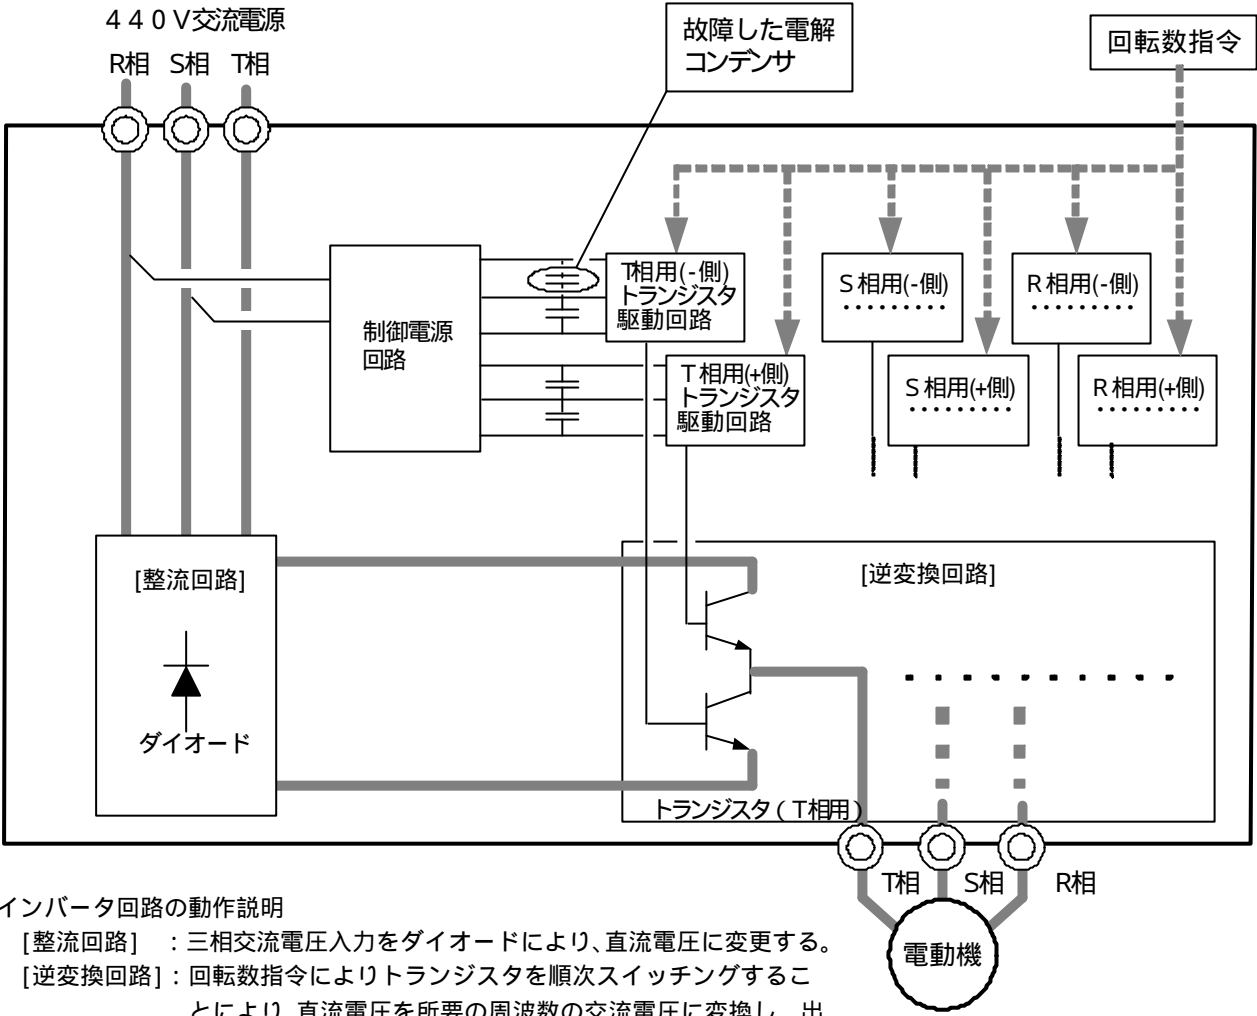 440V交流電源
R相 S相 T相
故障した電解
コンデンサ
回転数指令
T相用(-側)
トランジスタ
駆動回路
S相用(-側)
R相用(-側)
制御電源
回路
T相用(+側)
トランジスタ
駆動回路
S相用(+側)
R相用(+側)
[整流回路]
ダイオード
[逆変換回路]
トランジスタ(T相用)
T相 S相 R相
電動機
インバータ回路の動作説明
[整流回路] :三相交流電圧入力をダイオードにより、直流電圧に変更する。
[逆変換回路]:回転数指令によりトランジスタを順次スイッチングするこ
とにより、直流電圧を所要の周波数の交流電圧に変換し、出